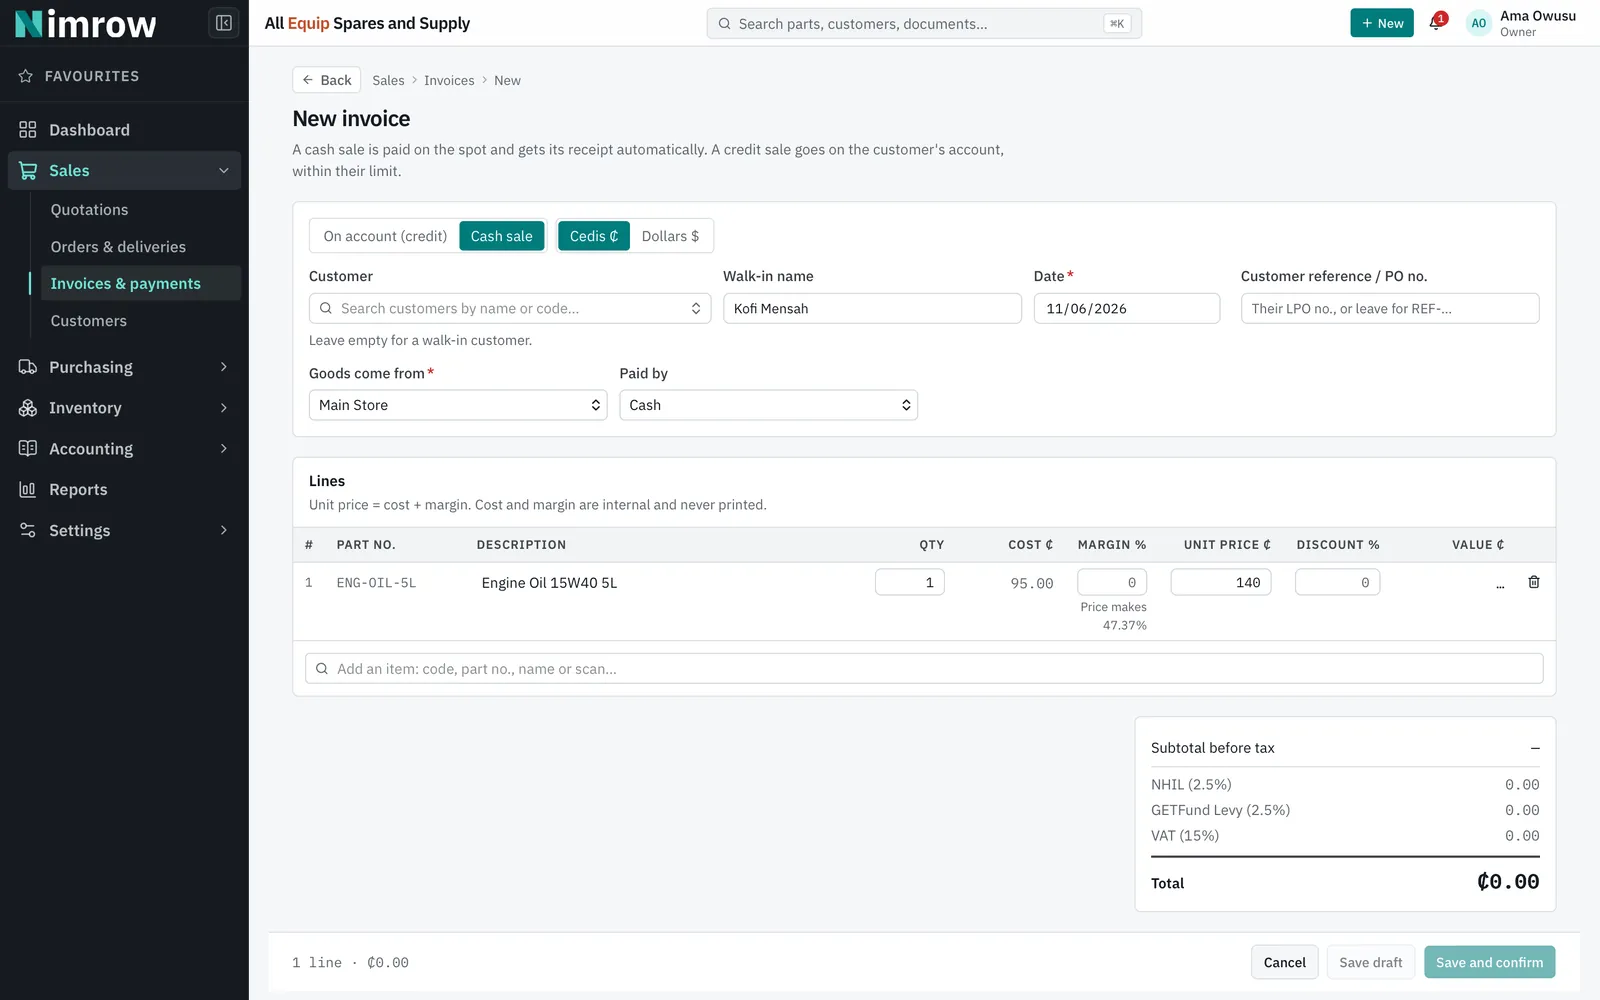 Nimrow
All Equip Spares and Supply
Search parts, customers, documents...
⌘K
+ New
1
AO
Ama Owusu
Owner
FAVOURITES
Dashboard
Sales
Quotations
Orders & deliveries
Invoices & payments
Customers
Purchasing
Inventory
Accounting
Reports
Settings
← Back
Sales > Invoices > New
New invoice
A cash sale is paid on the spot and gets its receipt automatically. A credit sale goes on the customer's account,
within their limit.
On account (credit) Cash sale Cedis ₵ Dollars $
Customer Walk-in name Date* Customer reference / PO no.
Search customers by name or code... Kofi Mensah 11/06/2026 Their LPO no., or leave for REF-...
Leave empty for a walk-in customer.
Goods come from* Paid by
Main Store Cash
Lines
Unit price = cost + margin. Cost and margin are internal and never printed.
# PART NO. DESCRIPTION QTY COST ₵ MARGIN % UNIT PRICE ₵ DISCOUNT % VALUE ₵
1 ENG-OIL-5L Engine Oil 15W40 5L 1 95.00 0 140 0 …
Price makes
47.37%
Add an item: code, part no., name or scan...
Subtotal before tax –
NHIL (2.5%) 0.00
GETFund Levy (2.5%) 0.00
VAT (15%) 0.00
Total ₵0.00
1 line · ₵0.00
Cancel Save draft Save and confirm